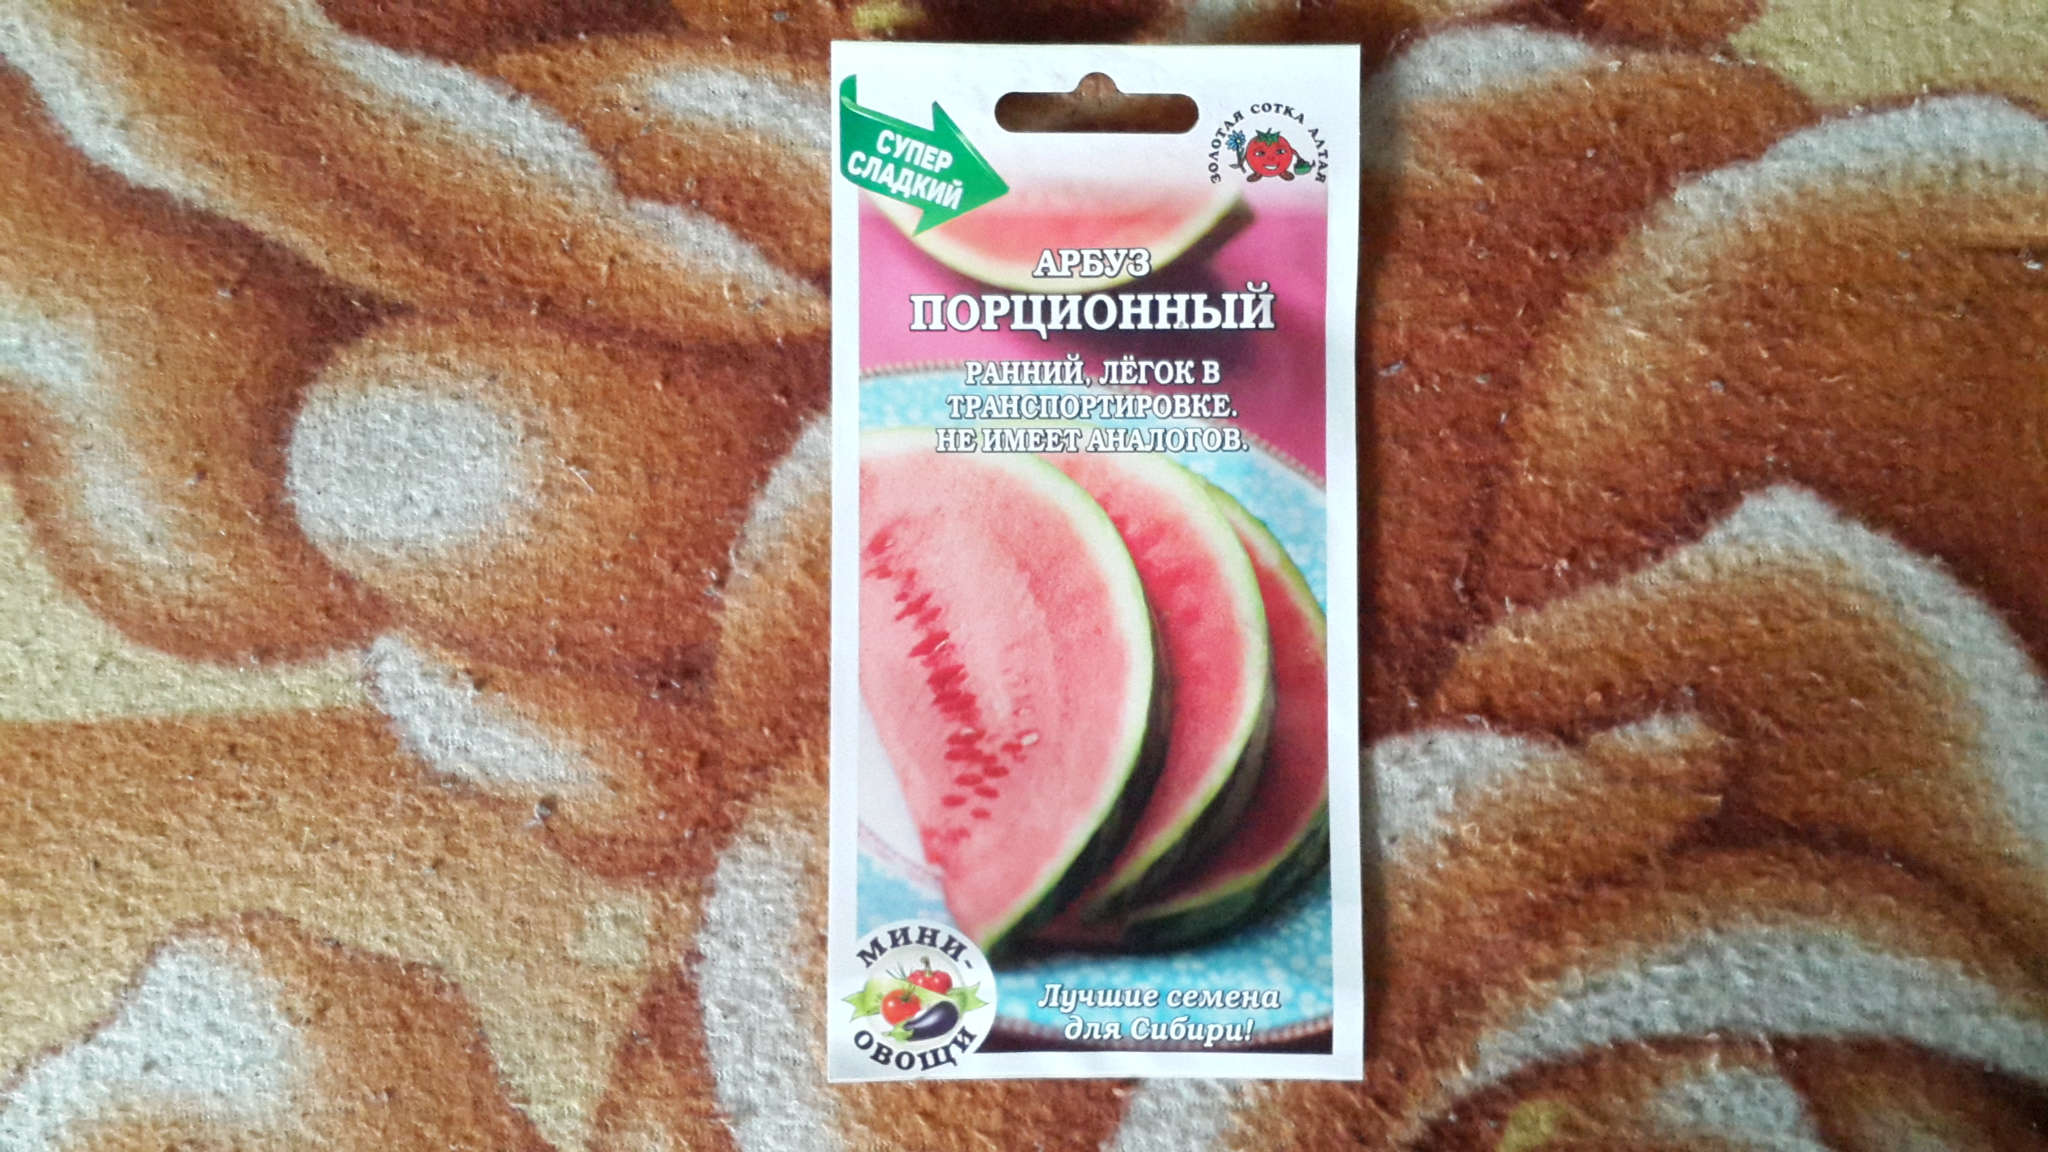 СУПЕР
СЛАДКИЙ
ЗОЛОТАЯ СОТКА АЛТАЯ
АРБУЗ
ПОРЦИОННЫЙ
РАННИЙ, ЛЁГОК В
ТРАНСПОРТИРОВКЕ.
НЕ ИМЕЕТ АНАЛОГОВ.
МИНИ-
ОВОЩИ
Лучшие семена
для Сибири!